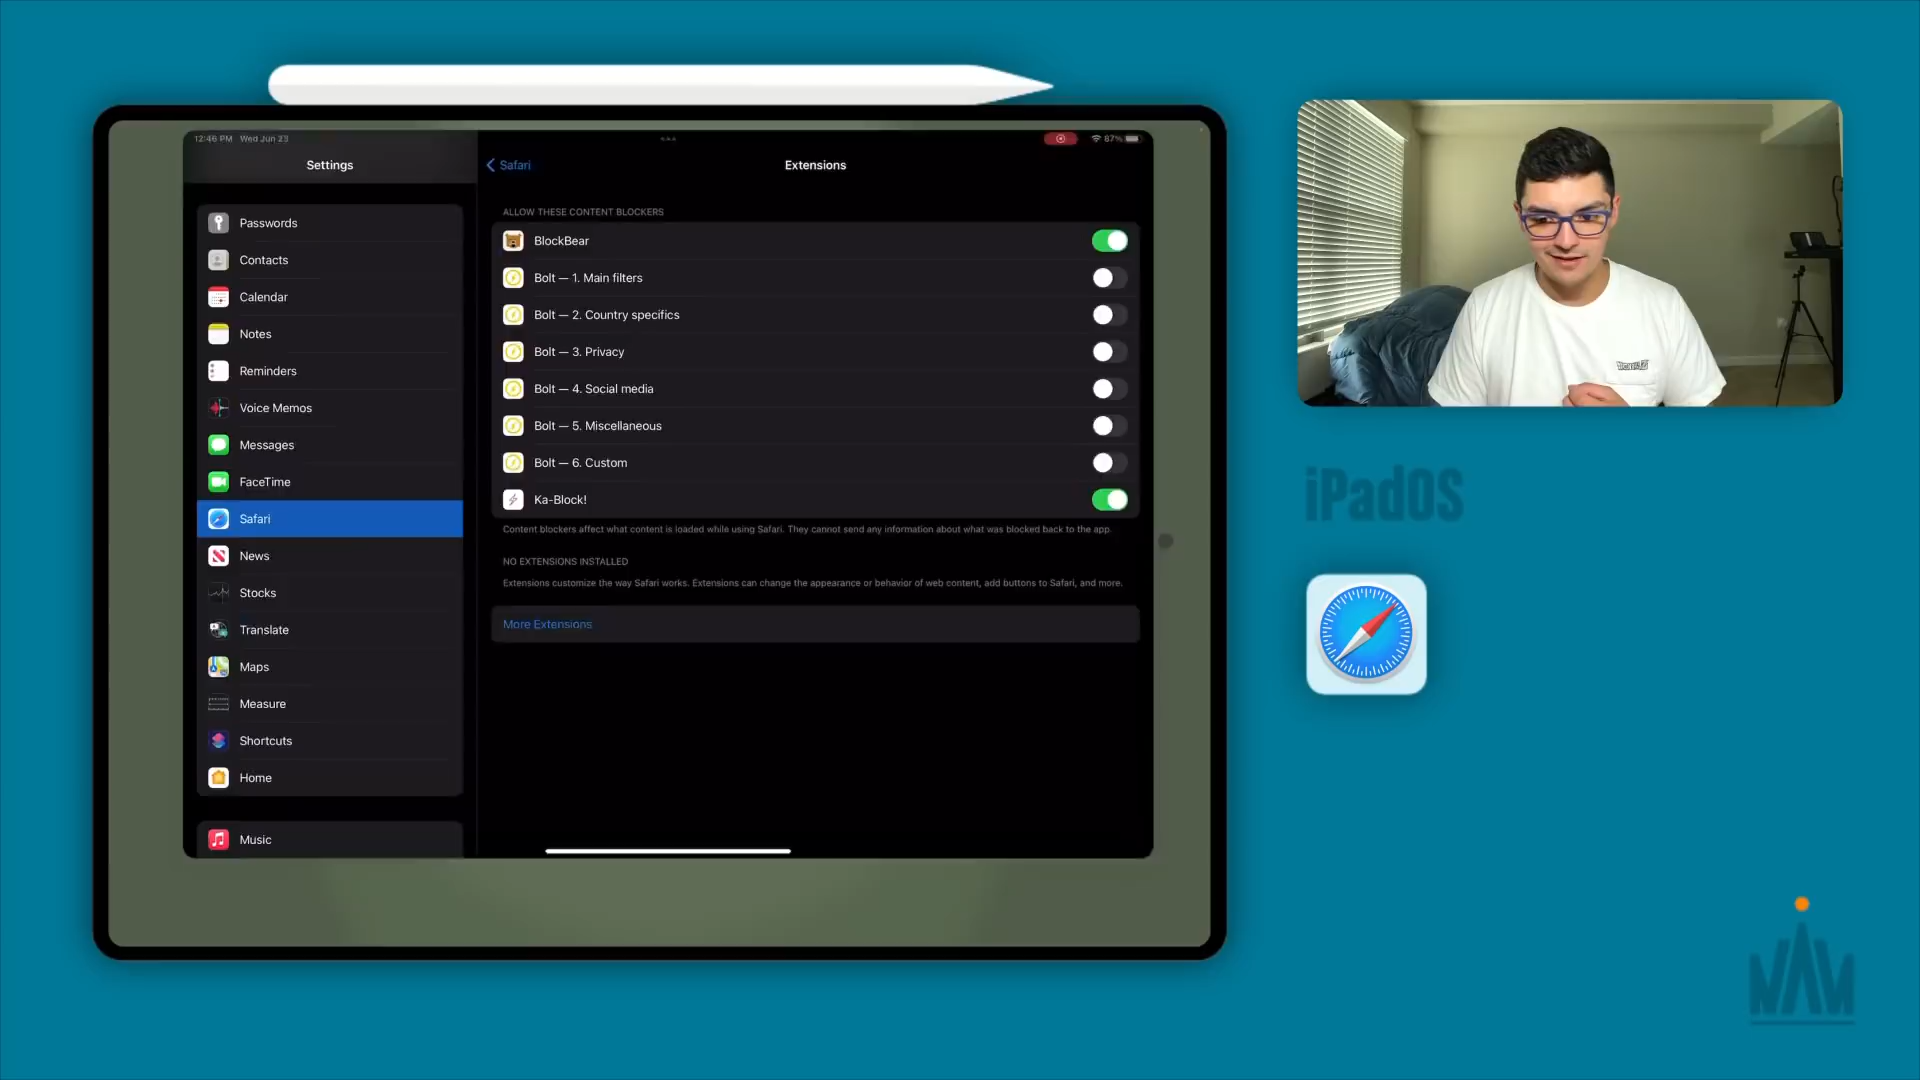 12:46 PM Wed Jun 23
87%
Settings
Safari
Extensions
Passwords
Contacts
Calendar
Notes
Reminders
Voice Memos
Messages
FaceTime
Safari
News
Stocks
Translate
Maps
Measure
Shortcuts
Home
Music
ALLOW THESE CONTENT BLOCKERS
BlockBear
Bolt — 1. Main filters
Bolt — 2. Country specifics
Bolt — 3. Privacy
Bolt — 4. Social media
Bolt — 5. Miscellaneous
Bolt — 6. Custom
Ka-Block!
Content blockers affect what content is loaded while using Safari. They cannot send any information about what was blocked back to the app.
NO EXTENSIONS INSTALLED
Extensions customize the way Safari works. Extensions can change the appearance or behavior of web content, add buttons to Safari, and more.
More Extensions
iPadOS